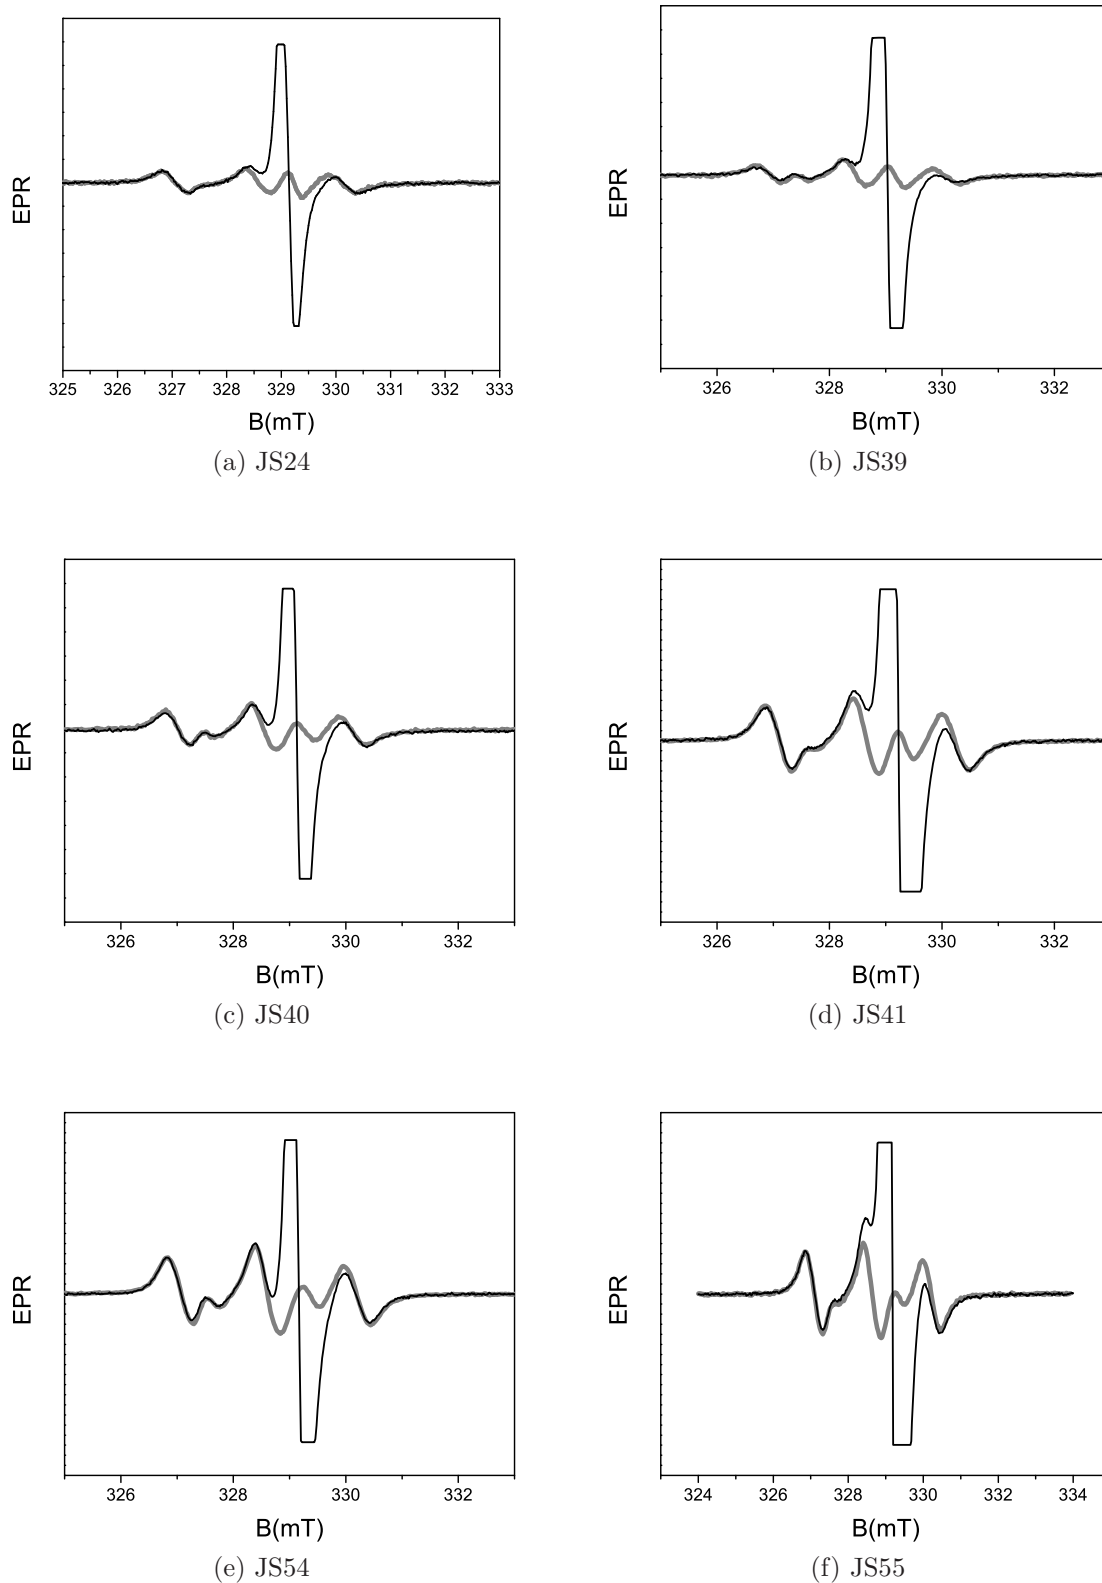 EPR
325 326 327 328 329 330 331 332 333
B(mT)
(a) JS24
EPR
326 328 330 332
B(mT)
(b) JS39
EPR
326 328 330 332
B(mT)
(c) JS40
EPR
326 328 330 332
B(mT)
(d) JS41
EPR
326 328 330 332
B(mT)
(e) JS54
EPR
324 326 328 330 332 334
B(mT)
(f) JS55